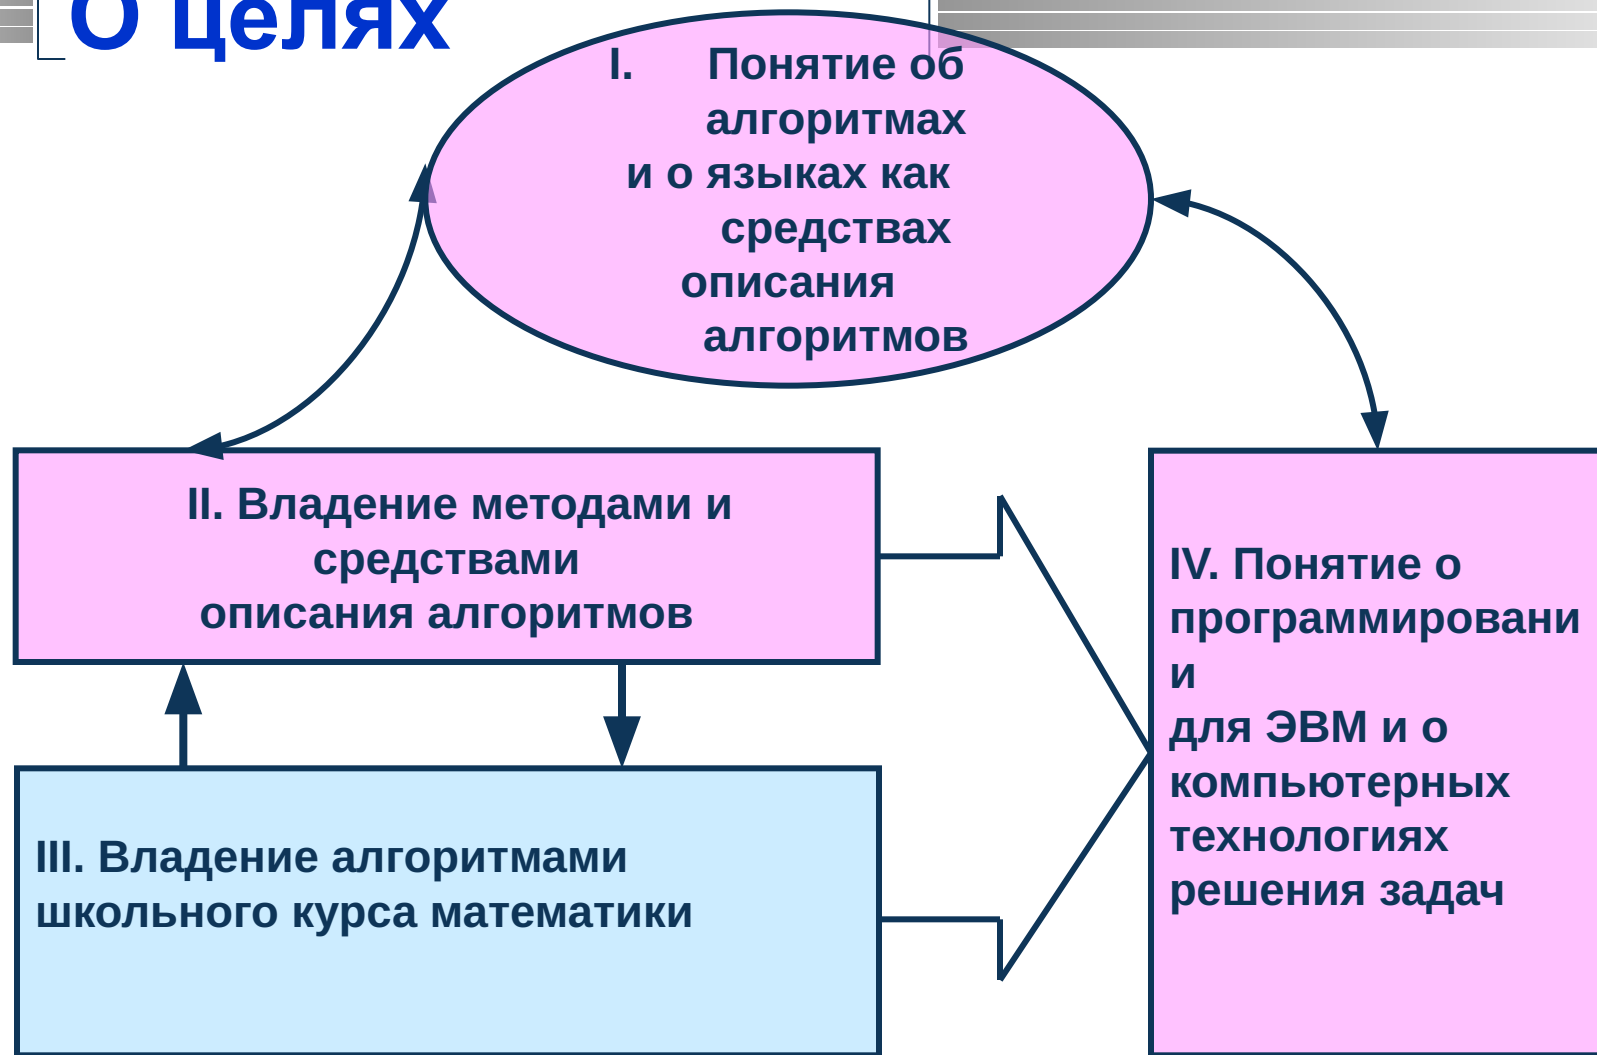 О целях
I. Понятие об
алгоритмах
и о языках как
средствах
описания
алгоритмов
II. Владение методами и
средствами
описания алгоритмов
III. Владение алгоритмами
школьного курса математики
IV. Понятие о
программировани
и
для ЭВМ и о
компьютерных
технологиях
решения задач